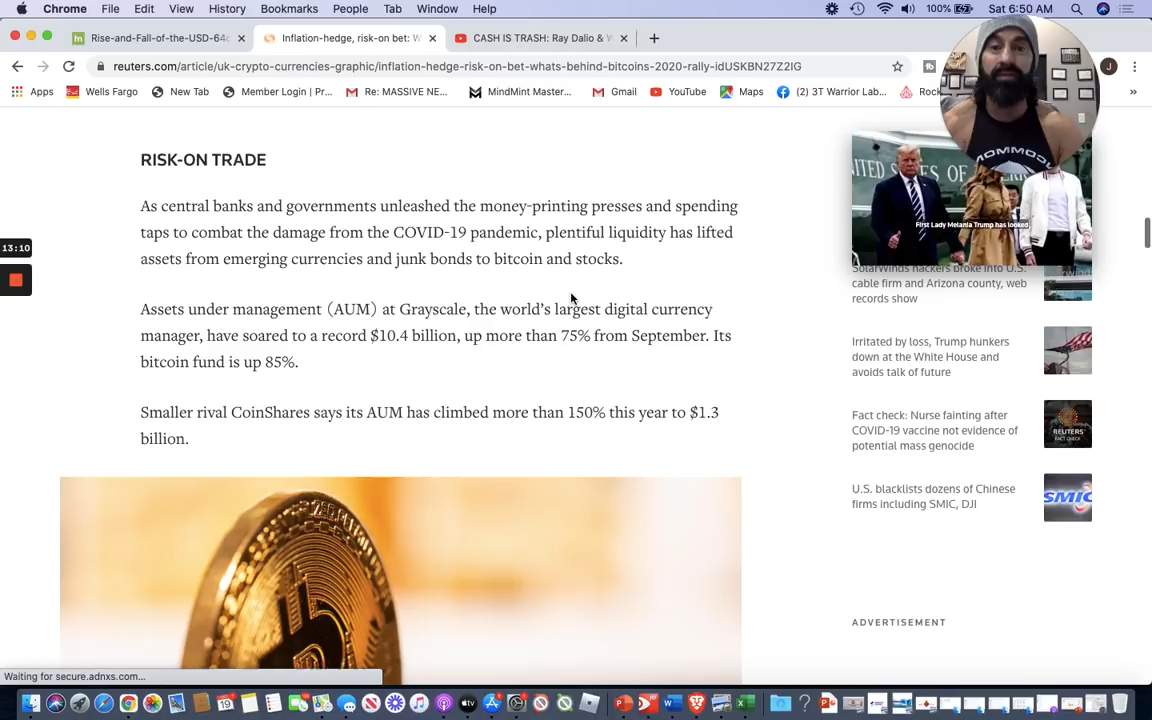 Chrome File Edit View History Bookmarks People Tab Window Help 100% Sat 6:50 AM
Rise-and-Fall-of-the-USD-64c
Inflation-hedge, risk-on bet: W
CASH IS TRASH: Ray Dalio & W
reuters.com/article/uk-crypto-currencies-graphic/inflation-hedge-risk-on-bet-whats-behind-bitcoins-2020-rally-idUSKBN27Z2IG
J
Apps Wells Fargo New Tab Member Login | Pr... Re: MASSIVE NE... MindMint Master... Gmail YouTube Maps (2) 3T Warrior Lab... Rock
RISK-ON TRADE
As central banks and governments unleashed the money-printing presses and spending
taps to combat the damage from the COVID-19 pandemic, plentiful liquidity has lifted
assets from emerging currencies and junk bonds to bitcoin and stocks.
Assets under management (AUM) at Grayscale, the world's largest digital currency
manager, have soared to a record $10.4 billion, up more than 75% from September. Its
bitcoin fund is up 85%.
Smaller rival CoinShares says its AUM has climbed more than 150% this year to $1.3
billion.
13:10
First Lady Melania Trump has looked
SolarWinds hackers broke into U.S.
cable firm and Arizona county, web
records show
Irritated by loss, Trump hunkers
down at the White House and
avoids talk of future
Fact check: Nurse fainting after
COVID-19 vaccine not evidence of
potential mass genocide
REUTERS
U.S. blacklists dozens of Chinese
firms including SMIC, DJI
SMIC
ADVERTISEMENT
Waiting for secure.adnxs.com...